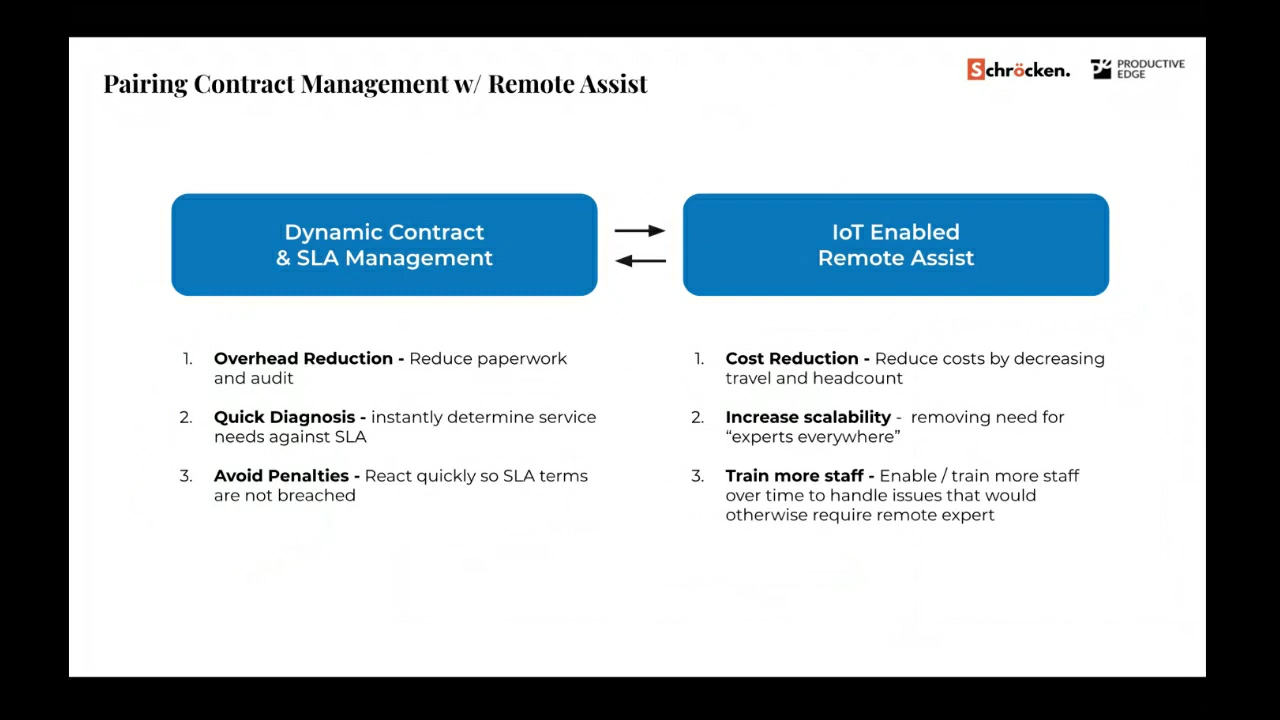 Pairing Contract Management w/ Remote Assist
Schröcken.
PRODUCTIVE
EDGE
Dynamic Contract
& SLA Management
IoT Enabled
Remote Assist
1. Overhead Reduction - Reduce paperwork
and audit
2. Quick Diagnosis - instantly determine service
needs against SLA
3. Avoid Penalties - React quickly so SLA terms
are not breached
1. Cost Reduction - Reduce costs by decreasing
travel and headcount
2. Increase scalability - removing need for
“experts everywhere”
3. Train more staff - Enable / train more staff
over time to handle issues that would
otherwise require remote expert